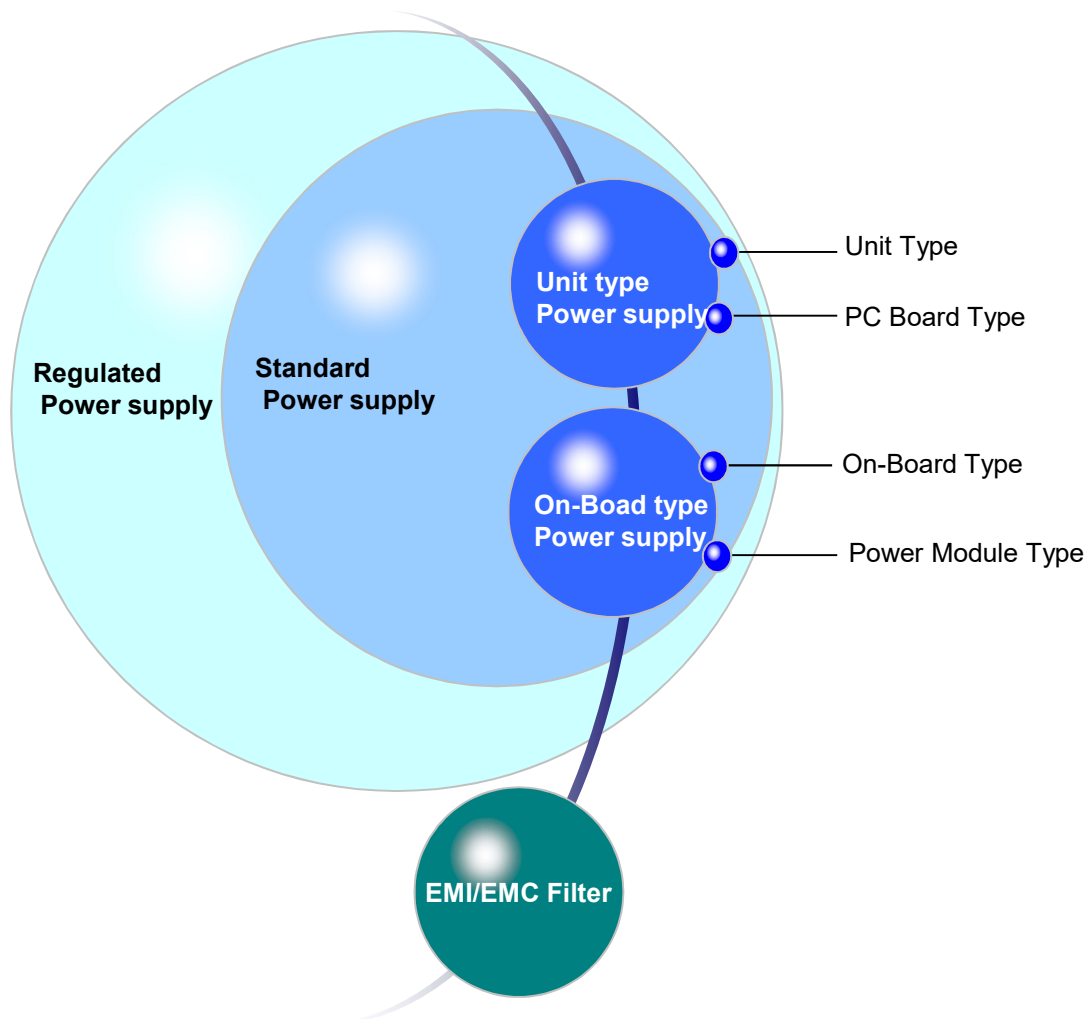 Regulated
Power supply
Standard
Power supply
Unit type
Power supply
On-Boad type
Power supply
Unit Type
PC Board Type
On-Board Type
Power Module Type
EMI/EMC Filter